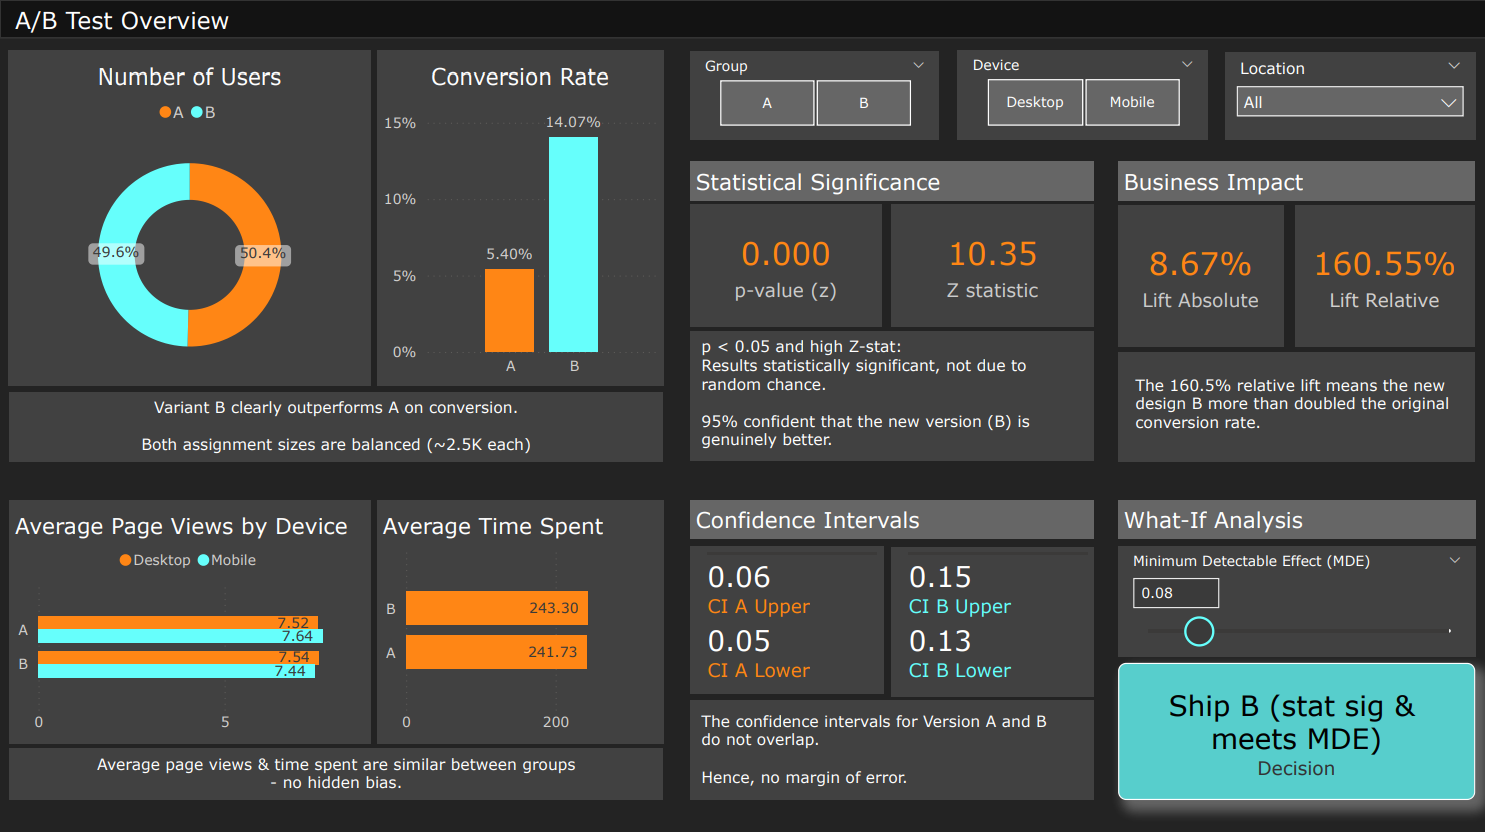 A/B Test Overview
Number of Users
A B
49.6%
50.4%
Conversion Rate
15%
10%
5%
0%
5.40%
14.07%
A
B
Variant B clearly outperforms A on conversion.
Both assignment sizes are balanced (~2.5K each)
Group
A
B
Device
Desktop
Mobile
Location
All
Statistical Significance
0.000
p-value (z)
10.35
Z statistic
p < 0.05 and high Z-stat:
Results statistically significant, not due to
random chance.
95% confident that the new version (B) is
genuinely better.
Business Impact
8.67%
Lift Absolute
160.55%
Lift Relative
The 160.5% relative lift means the new
design B more than doubled the original
conversion rate.
Average Page Views by Device
Desktop Mobile
A
7.52
7.64
B
7.54
7.44
0
5
Average Time Spent
B
243.30
A
241.73
0
200
Average page views & time spent are similar between groups
- no hidden bias.
Confidence Intervals
0.06
CI A Upper
0.05
CI A Lower
0.15
CI B Upper
0.13
CI B Lower
The confidence intervals for Version A and B
do not overlap.
Hence, no margin of error.
What-If Analysis
Minimum Detectable Effect (MDE)
0.08
Ship B (stat sig &
meets MDE)
Decision